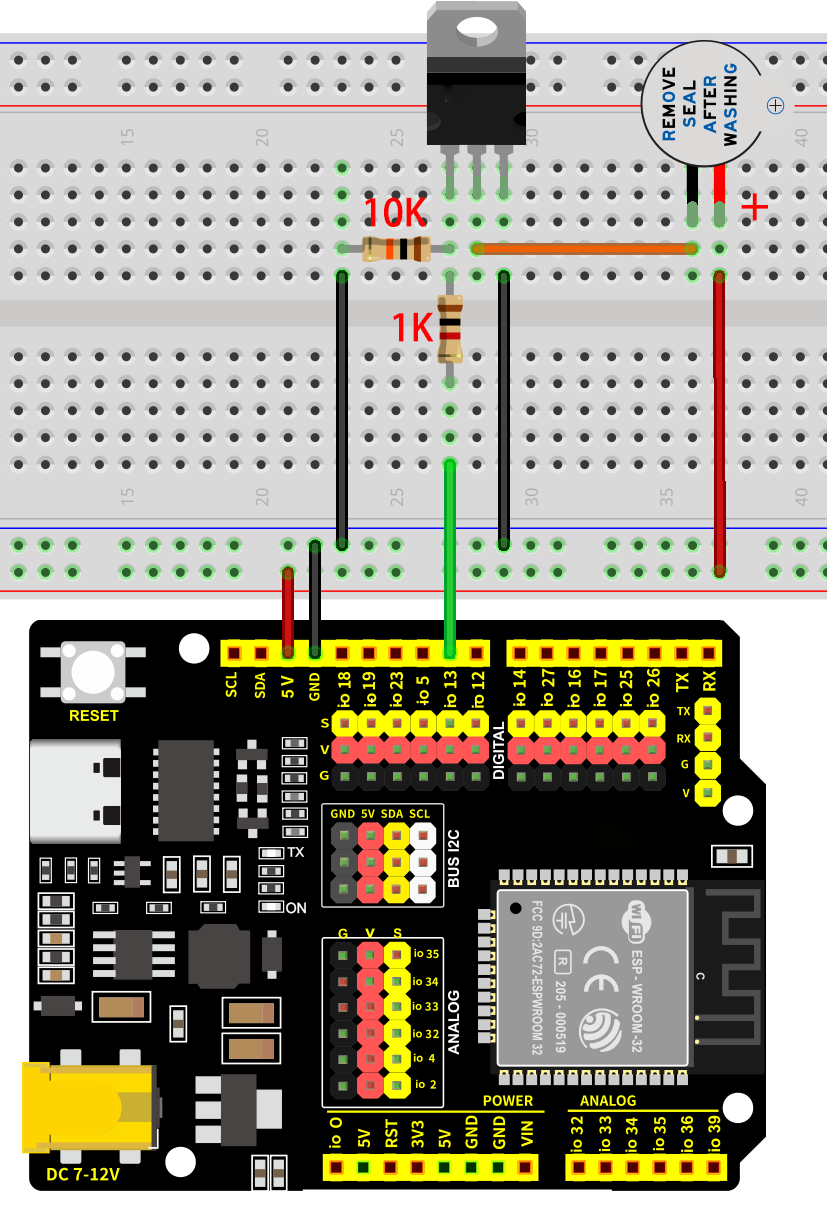 REMOVE
SEAL
AFTER
WASHING
15
20
25
30
40
+
10K
1K
15
20
25
30
35
40
SCL
SDA
5V
GND
io 18
io19
io 23
io 5
io 13
io 12
io 14
io 27
io 16
io 17
io 25
io 26
TX
RX
RESET
S
V
G
DIGITAL
TX
RX
G
V
GND 5V SDA SCL
BUS I2C
TX
ON
G V S
io 35
io 34
io 33
io 32
io 4
io 2
ANALOG
WiFi
ESP - WROOM -32
CE
R
205 - 000519
FCC 9D:2AC72-ESPWROOM 32
C
DC 7-12V
POWER
io 0
5V
RST
3V3
5V
GND
GND
VIN
ANALOG
io 32
io 33
io 34
io 35
io 36
io 39